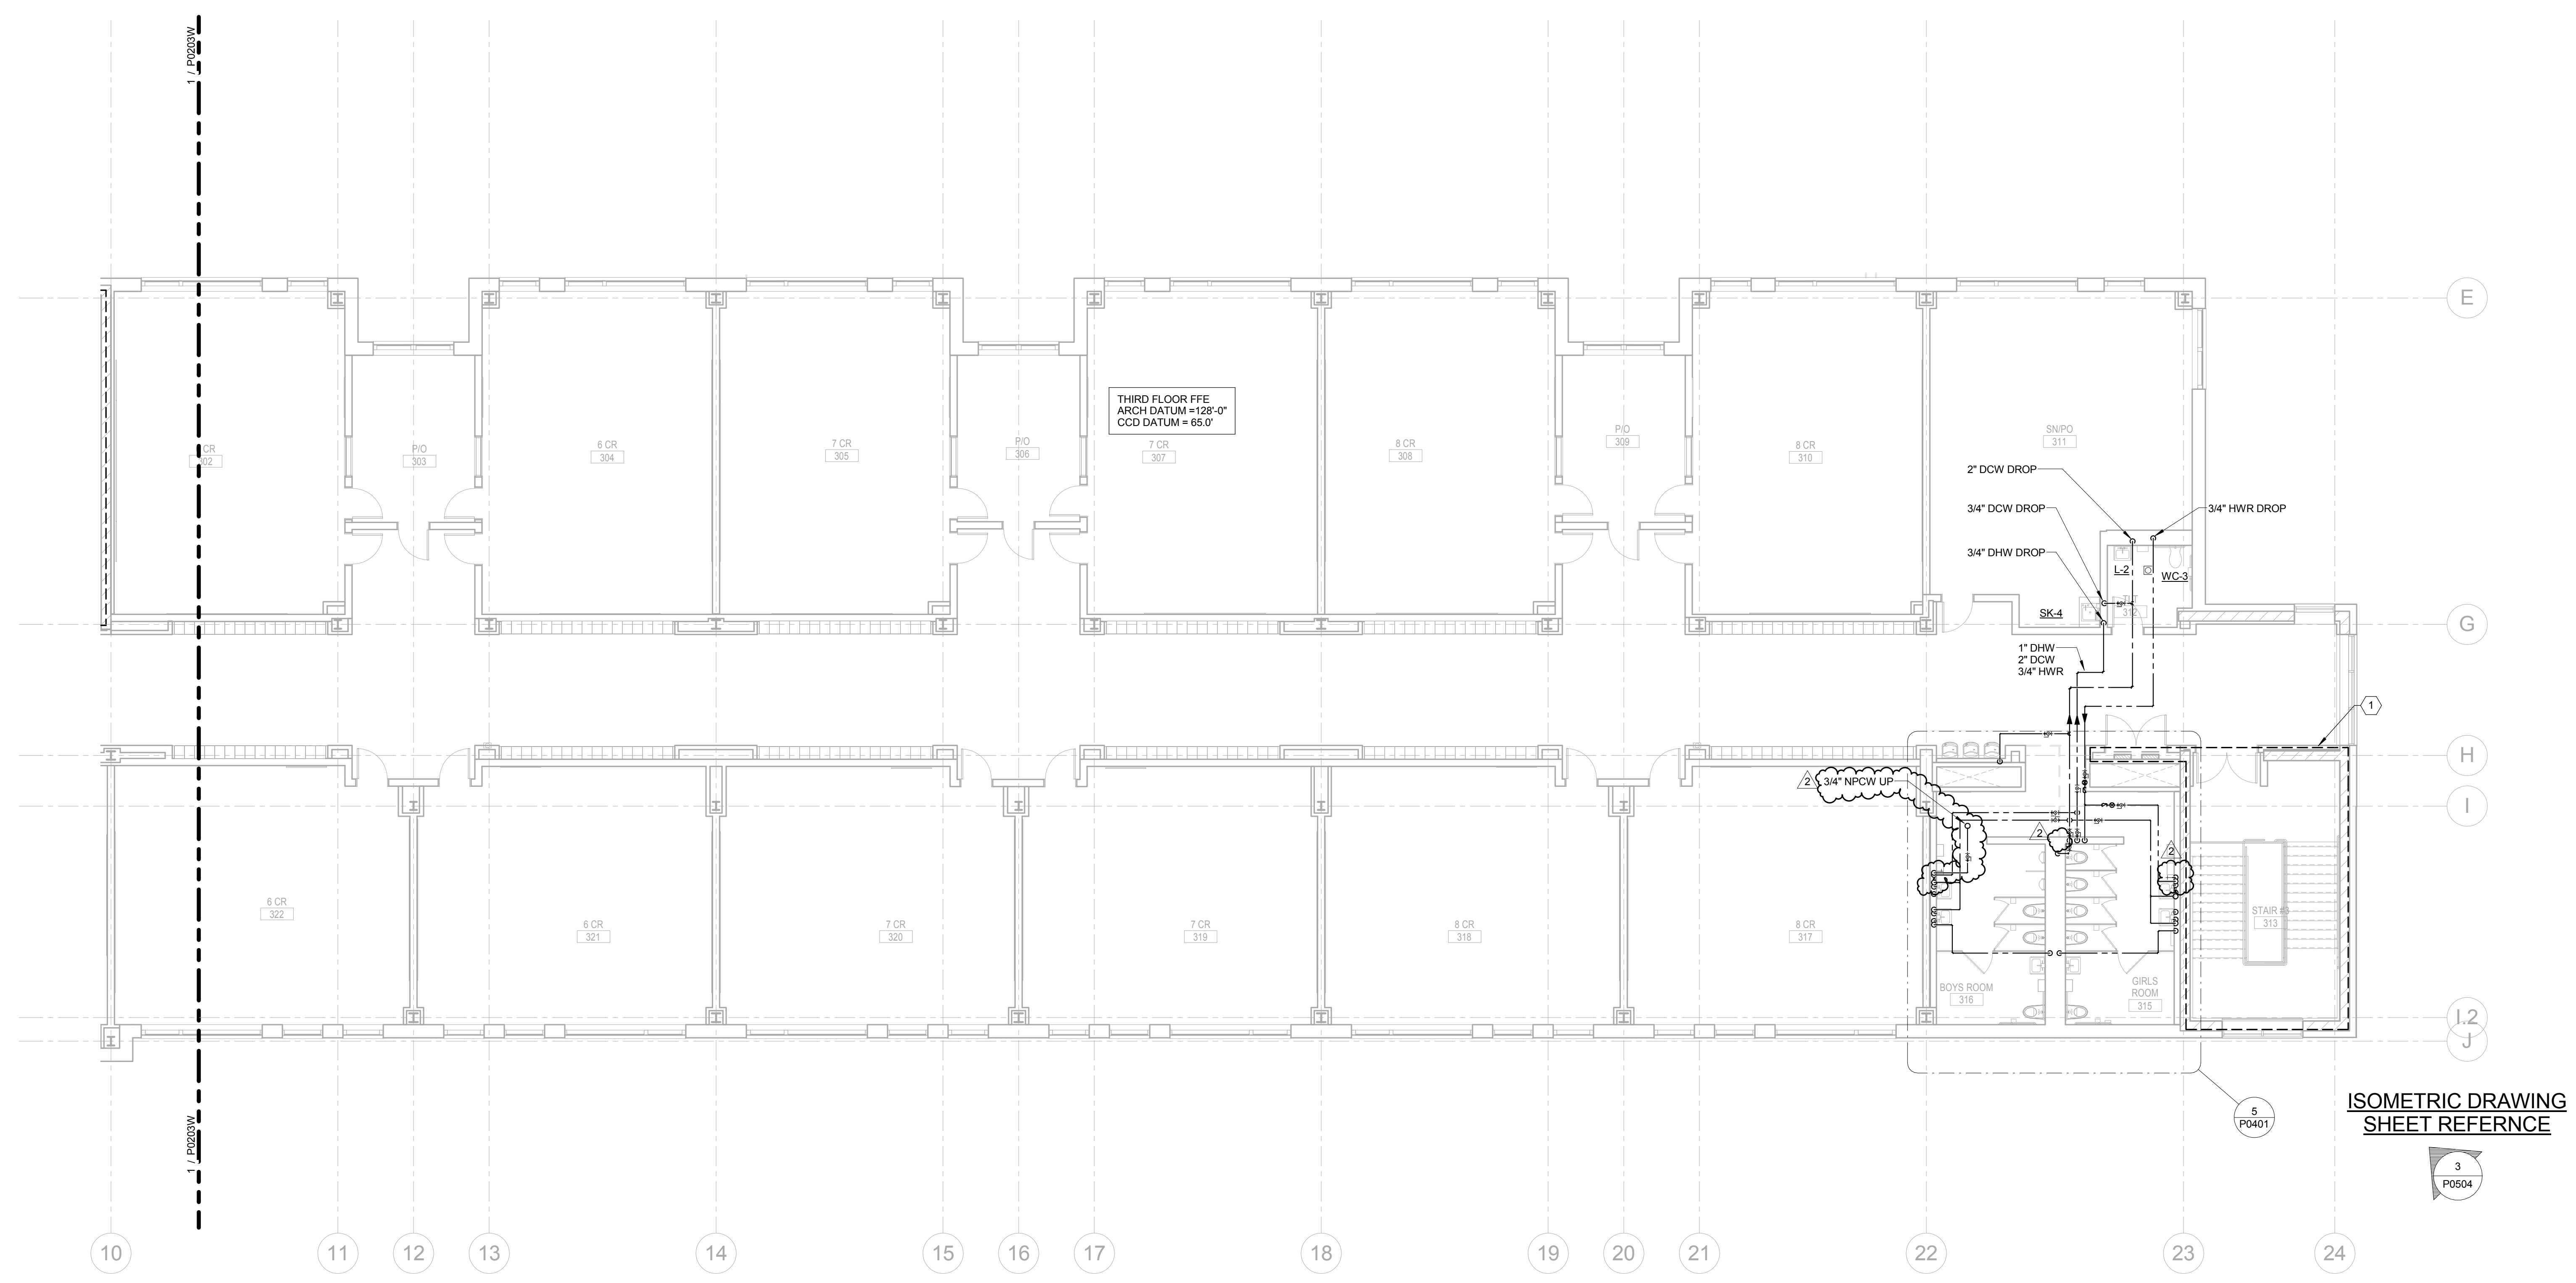 1 / P0203W
E
THIRD FLOOR FFE
ARCH DATUM =128'-0"
CCD DATUM = 65.0'
CR
302
P/O
303
6 CR
304
7 CR
305
P/O
306
7 CR
307
8 CR
308
P/O
309
8 CR
310
SN/PO
311
2" DCW DROP
3/4" DCW DROP
3/4" HWR DROP
3/4" DHW DROP
L-2
WC-3
312
SK-4
G
1" DHW
2" DCW
3/4" HWR
1
H
2
3/4" NPCW UP
I
2
2
6 CR
322
6 CR
321
7 CR
320
7 CR
319
8 CR
318
8 CR
317
STAIR #3
313
BOYS ROOM
316
GIRLS
ROOM
315
I.2
J
1 / P0203W
5
P0401
ISOMETRIC DRAWING
SHEET REFERNCE
3
P0504
10
11
12
13
14
15
16
17
18
19
20
21
22
23
24